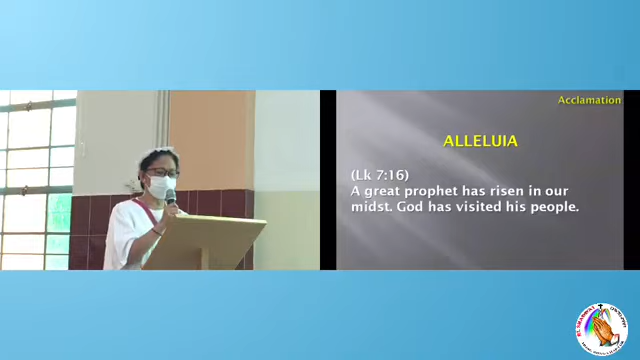 Acclamation
ALLELUIA
(Lk 7:16)
A great prophet has risen in our
midst. God has visited his people.